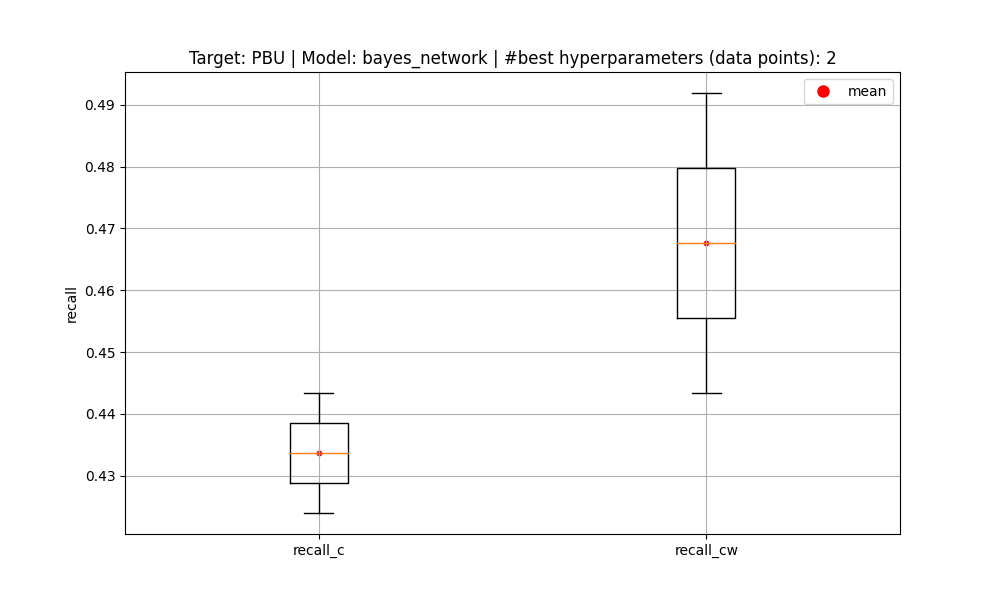 Target: PBU | Model: bayes_network | #best hyperparameters (data points): 2
mean
0.49
0.48
0.47
0.46
0.45
0.44
0.43
recall
recall_c
recall_cw